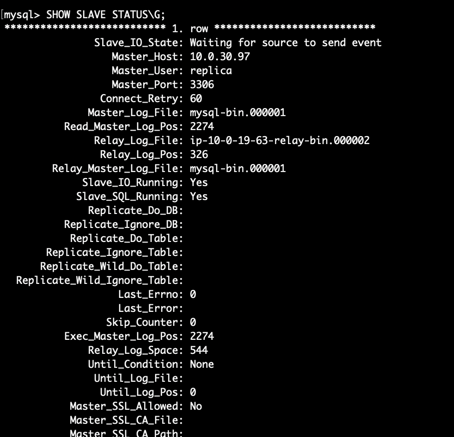 mysql> SHOW SLAVE STATUS\G;
*************************** 1. row ***************************
Slave_IO_State: Waiting for source to send event
Master_Host: 10.0.30.97
Master_User: replica
Master_Port: 3306
Connect_Retry: 60
Master_Log_File: mysql-bin.000001
Read_Master_Log_Pos: 2274
Relay_Log_File: ip-10-0-19-63-relay-bin.000002
Relay_Log_Pos: 326
Relay_Master_Log_File: mysql-bin.000001
Slave_IO_Running: Yes
Slave_SQL_Running: Yes
Replicate_Do_DB:
Replicate_Ignore_DB:
Replicate_Do_Table:
Replicate_Ignore_Table:
Replicate_Wild_Do_Table:
Replicate_Wild_Ignore_Table:
Last_Errno: 0
Last_Error:
Skip_Counter: 0
Exec_Master_Log_Pos: 2274
Relay_Log_Space: 544
Until_Condition: None
Until_Log_File:
Until_Log_Pos: 0
Master_SSL_Allowed: No
Master_SSL_CA_File:
Master_SSL_CA_Path: